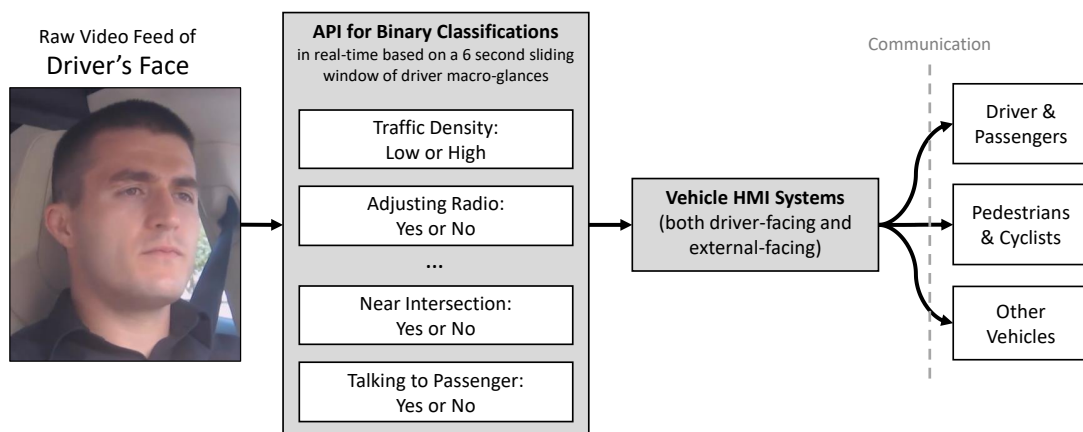 Raw Video Feed of
Driver's Face
API for Binary Classifications
in real-time based on a 6 second sliding
window of driver macro-glances
Traffic Density:
Low or High
Adjusting Radio:
Yes or No
...
Near Intersection:
Yes or No
Talking to Passenger:
Yes or No
Vehicle HMI Systems
(both driver-facing and
external-facing)
Communication
Driver &
Passengers
Pedestrians
& Cyclists
Other
Vehicles